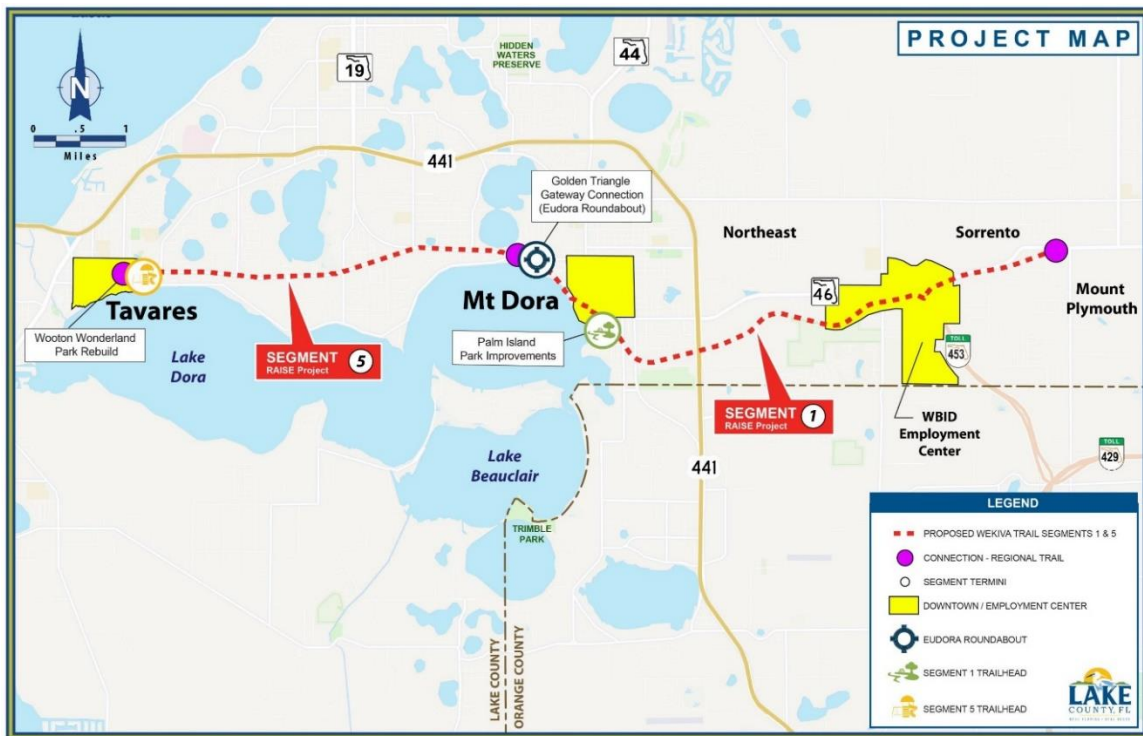 PROJECT MAP
N
0 .5 1
Miles
19
HIDDEN
WATERS
PRESERVE
44
441
Golden Triangle
Gateway Connection
(Eudora Roundabout)
Northeast
Sorrento
Mount
Plymouth
46
Tavares
Mt Dora
Wooton Wonderland
Park Rebuild
Palm Island
Park Improvements
Lake
Dora
SEGMENT 5
RAISE Project
SEGMENT 1
RAISE Project
TOLL
453
WBID
Employment
Center
Lake
Beauclair
441
TOLL
429
TRIMBLE
PARK
LAKE COUNTY
ORANGE COUNTY
LEGEND
PROPOSED WEKIVA TRAIL SEGMENTS 1 & 5
CONNECTION - REGIONAL TRAIL
SEGMENT TERMINI
DOWNTOWN / EMPLOYMENT CENTER
EUDORA ROUNDABOUT
SEGMENT 1 TRAILHEAD
SEGMENT 5 TRAILHEAD
LAKE
COUNTY, FL